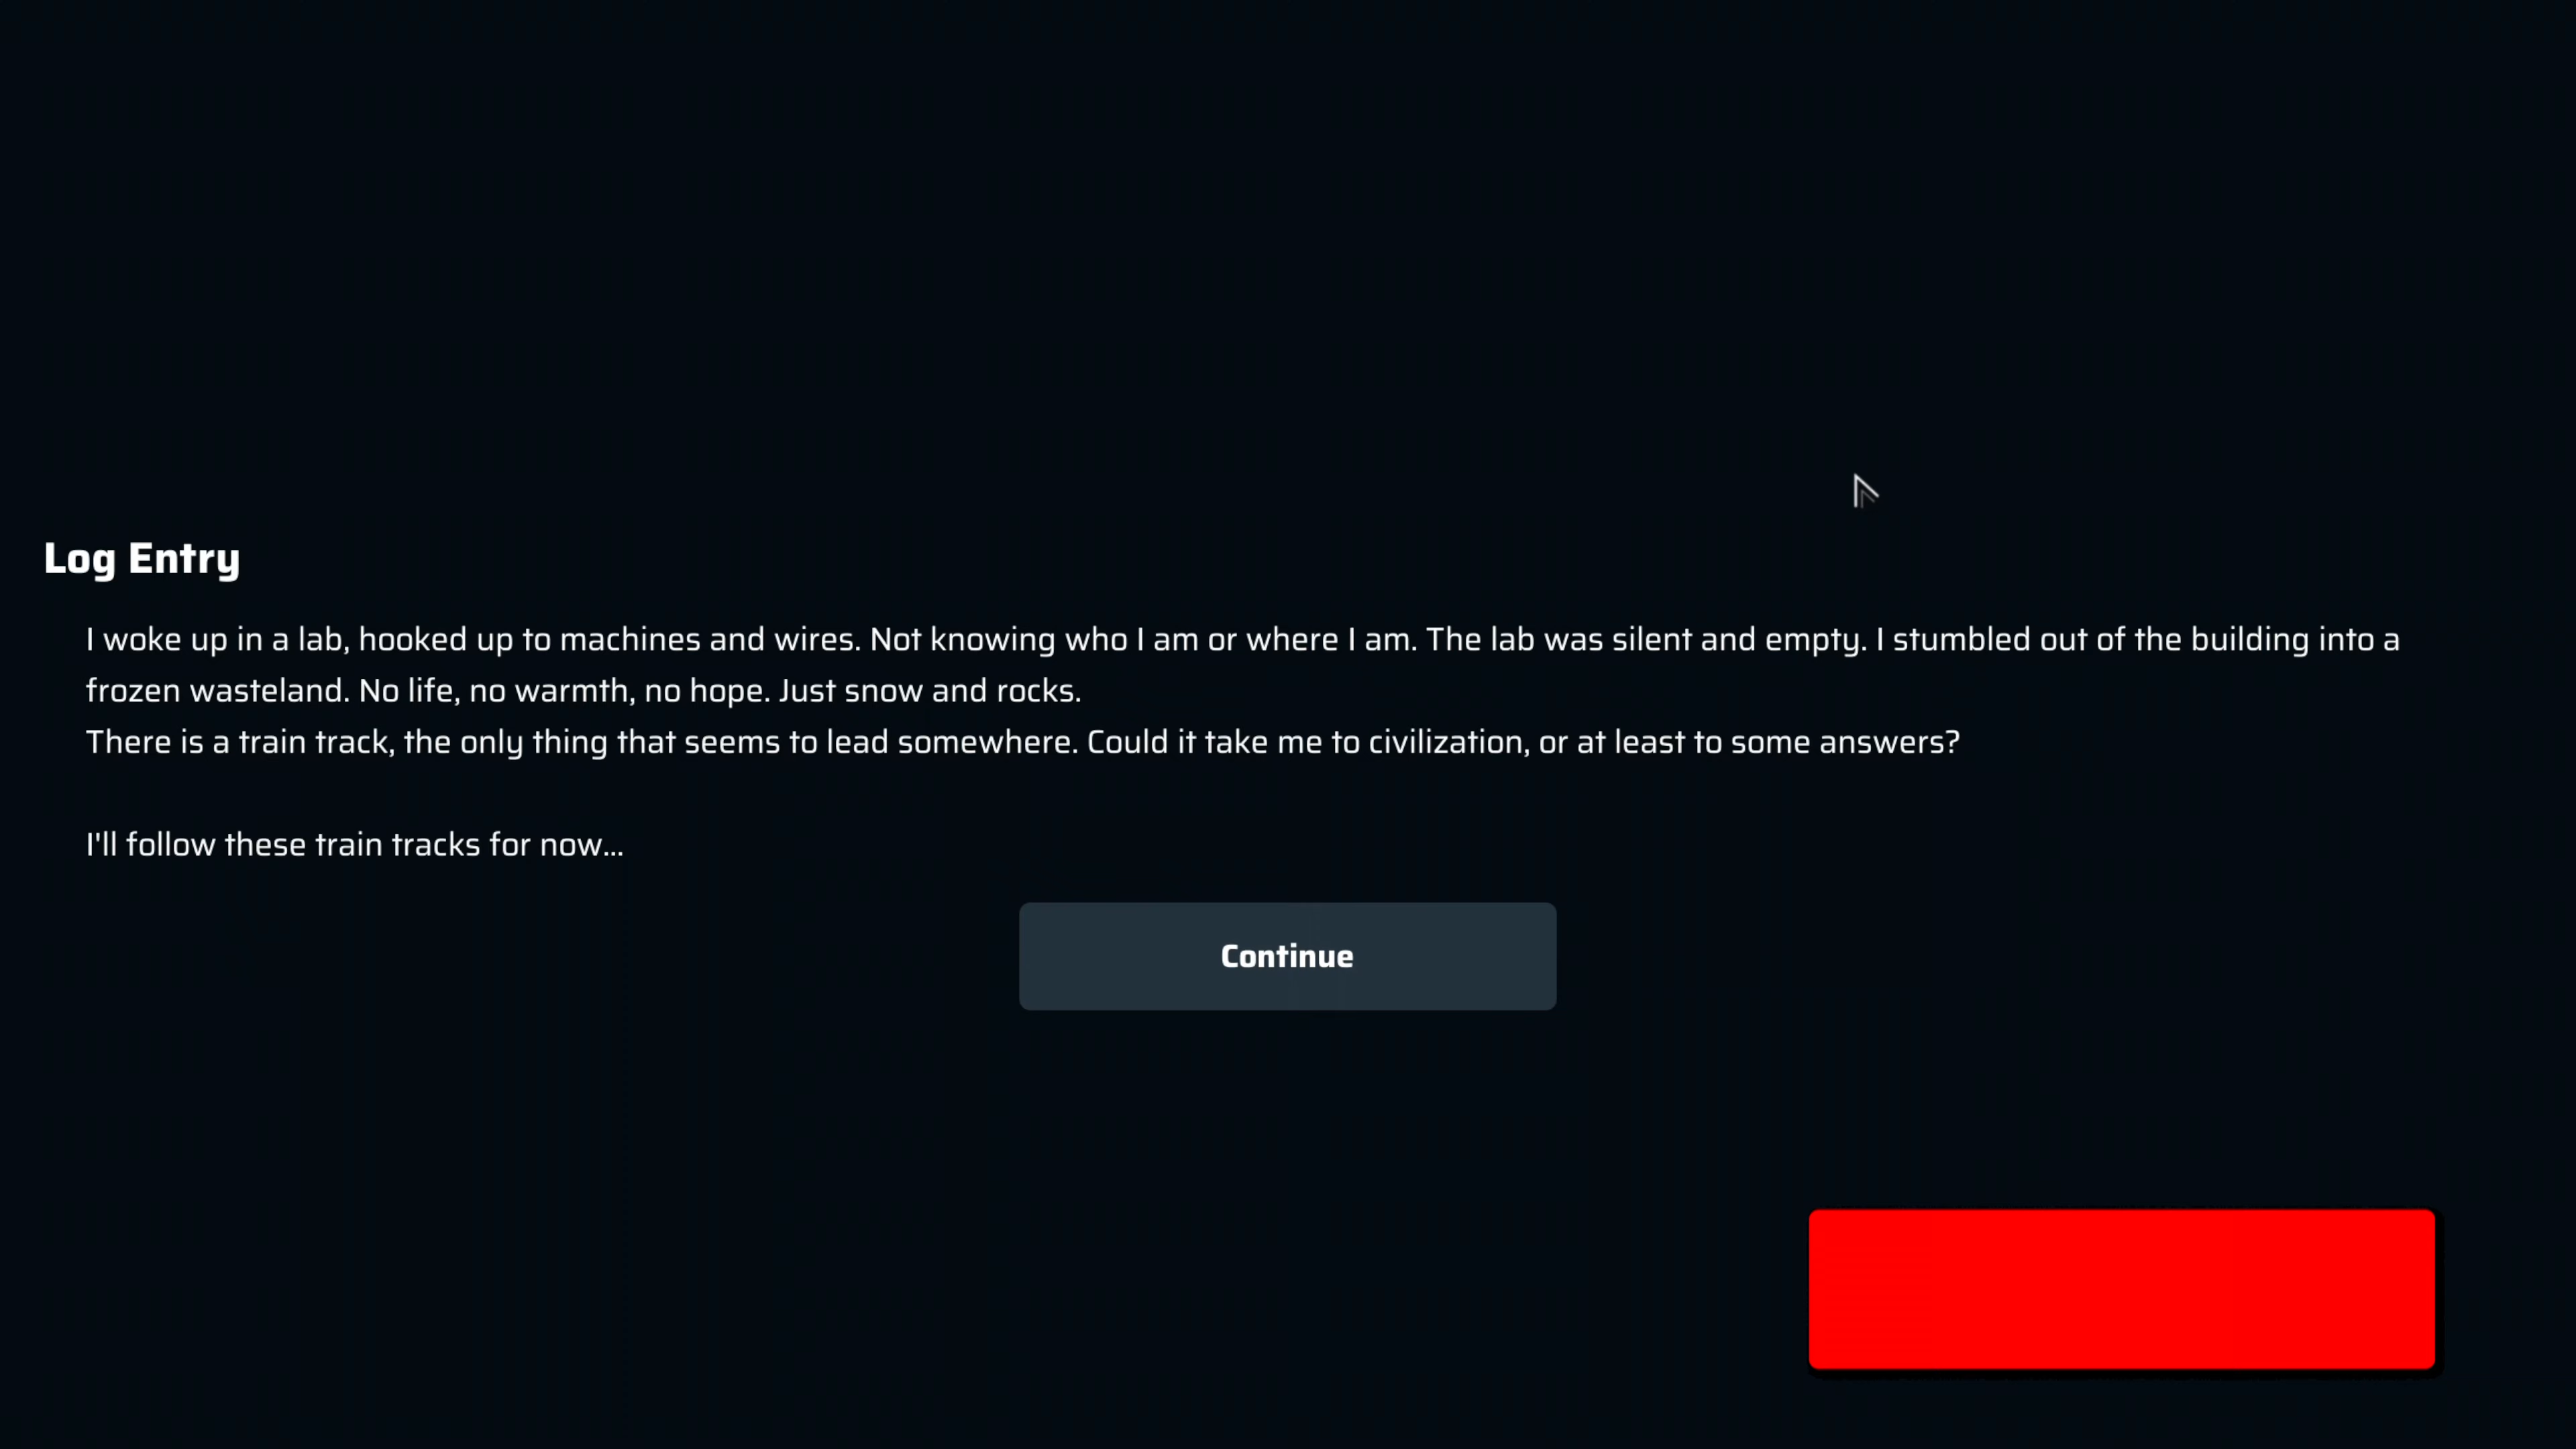 Log Entry
I woke up in a lab, hooked up to machines and wires. Not knowing who I am or where I am. The lab was silent and empty. I stumbled out of the building into a
frozen wasteland. No life, no warmth, no hope. Just snow and rocks.
There is a train track, the only thing that seems to lead somewhere. Could it take me to civilization, or at least to some answers?
I'll follow these train tracks for now...
Continue